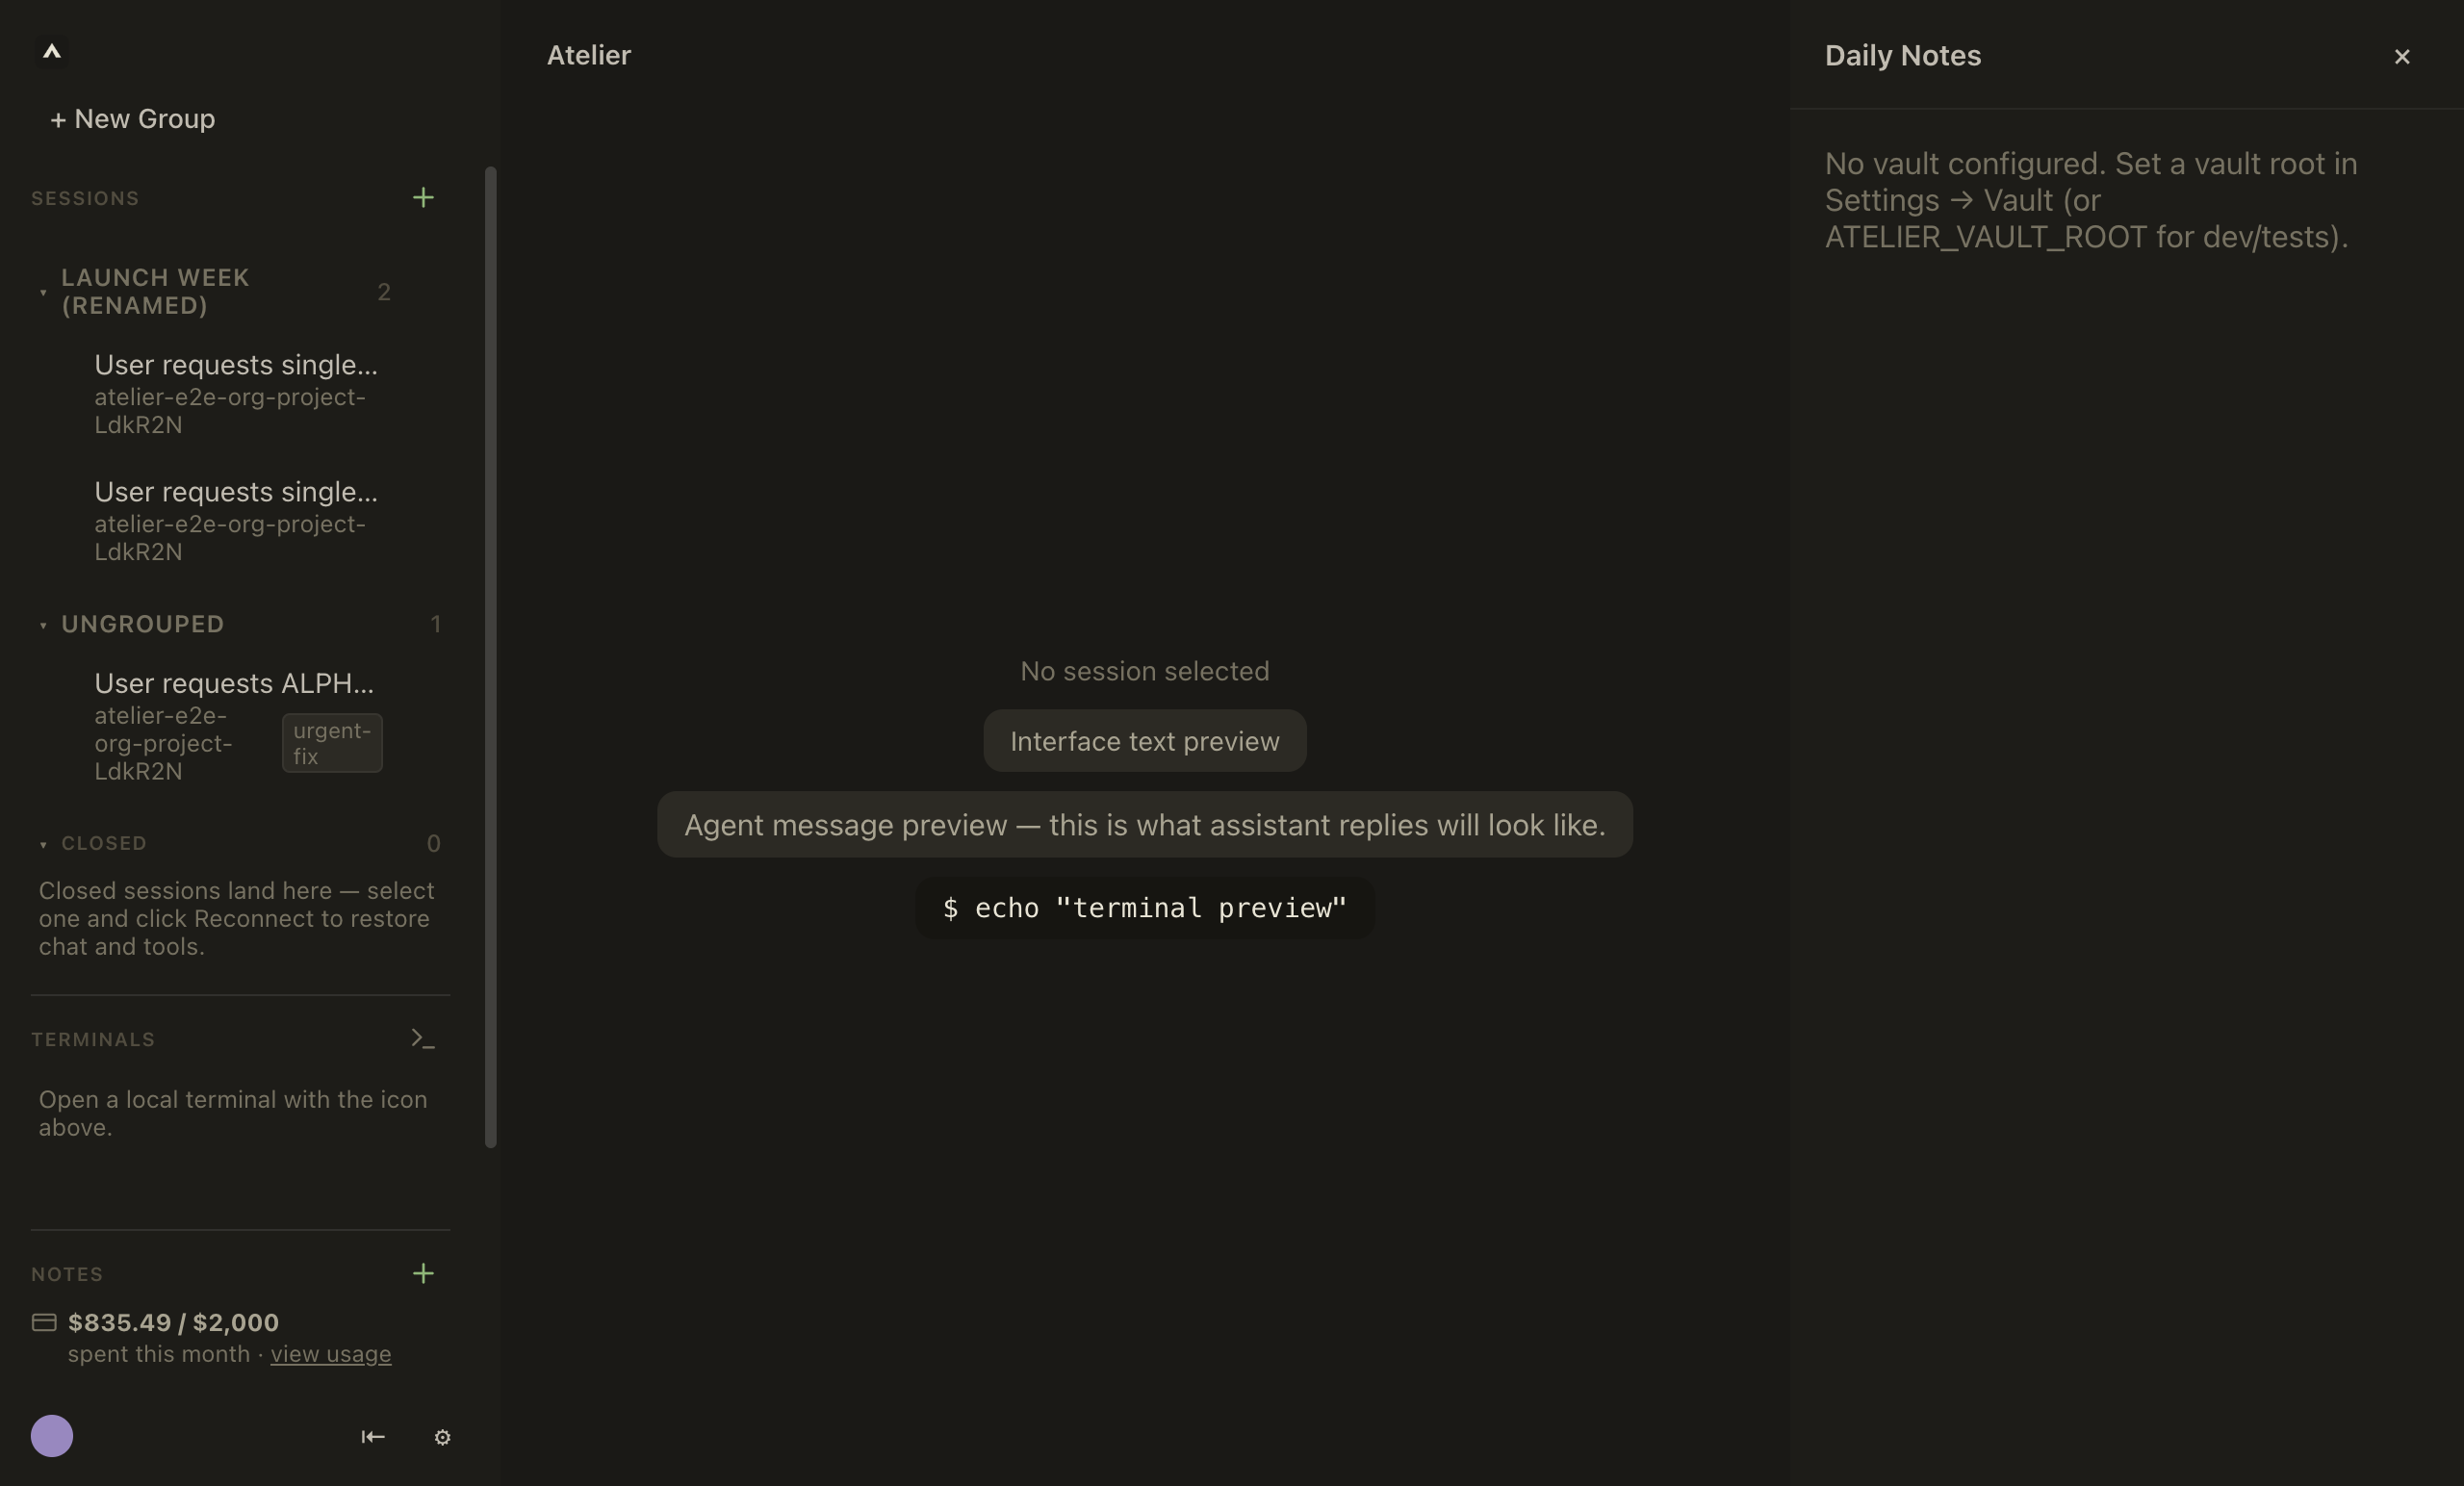 + New Group
SESSIONS
LAUNCH WEEK
(RENAMED)
2
User requests single...
atelier-e2e-org-project-
LdkR2N
User requests single...
atelier-e2e-org-project-
LdkR2N
UNGROUPED
1
User requests ALPH...
atelier-e2e-
org-project-
LdkR2N
urgent-
fix
CLOSED
0
Closed sessions land here — select
one and click Reconnect to restore
chat and tools.
TERMINALS
Open a local terminal with the icon
above.
NOTES
$835.49 / $2,000
spent this month · view usage
Atelier
No session selected
Interface text preview
Agent message preview — this is what assistant replies will look like.
$ echo "terminal preview"
Daily Notes
No vault configured. Set a vault root in
Settings → Vault (or
ATELIER_VAULT_ROOT for dev/tests).